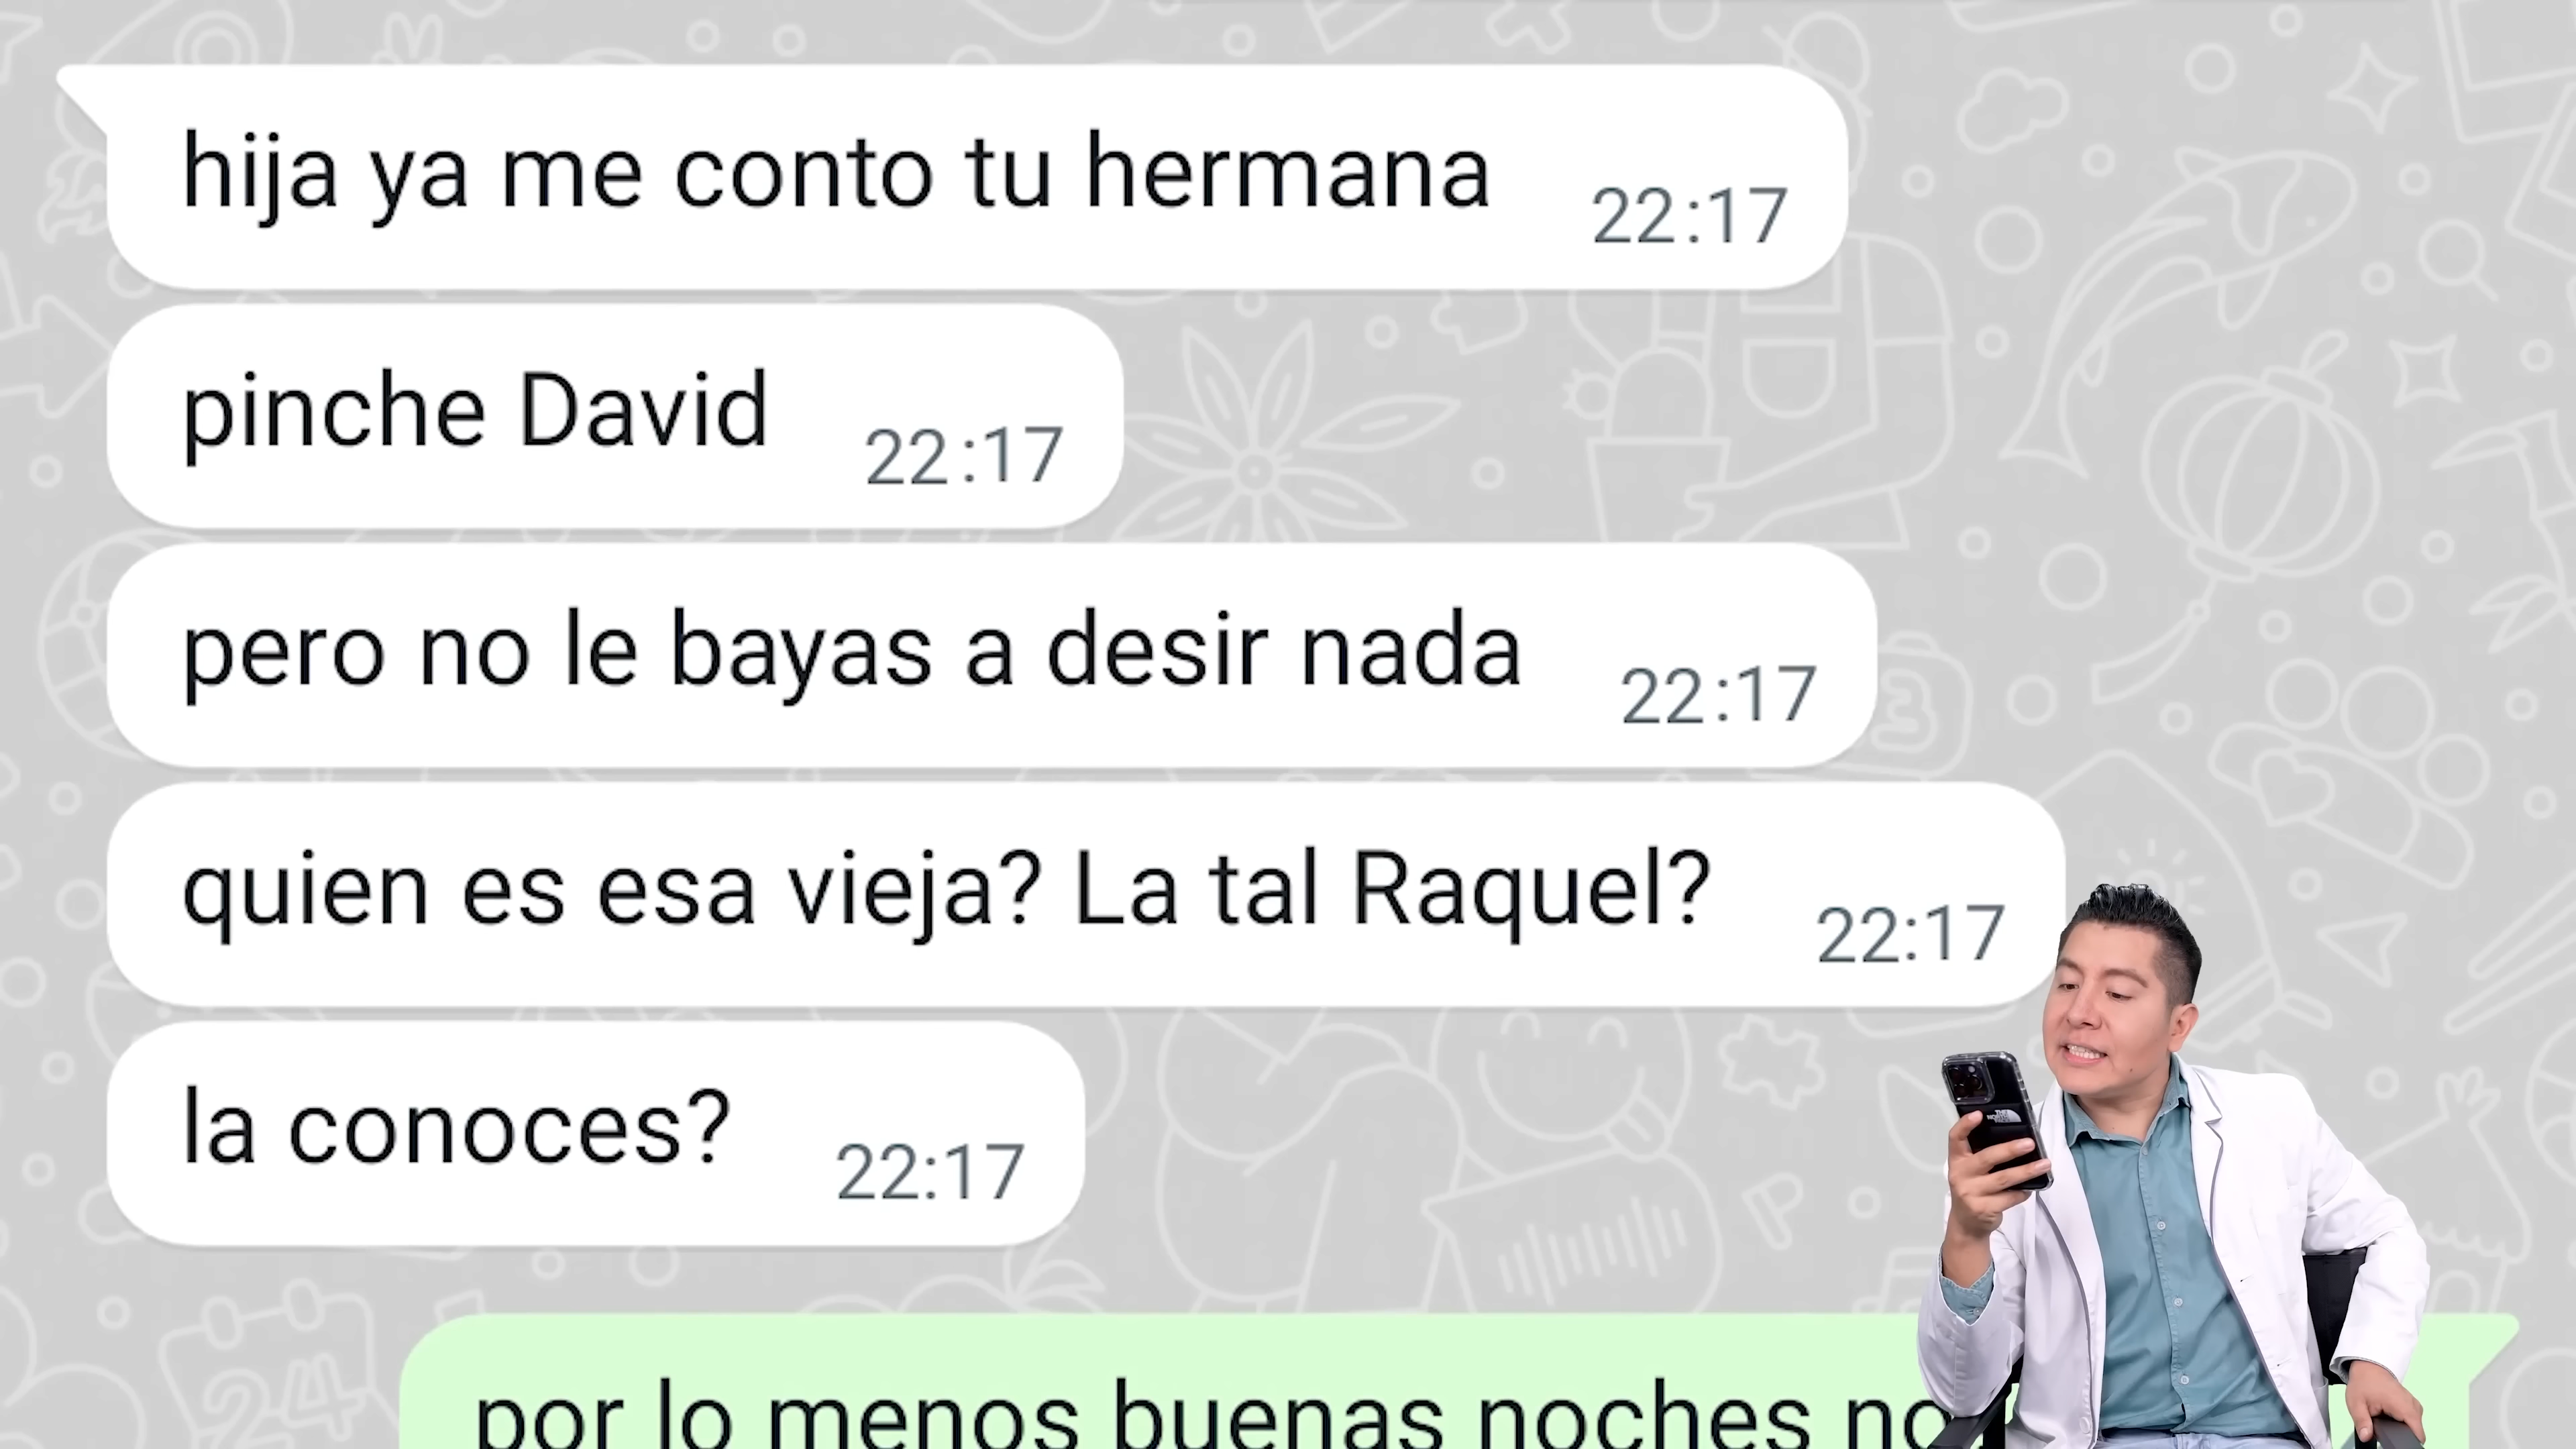 hija ya me conto tu hermana 22:17
pinche David 22:17
pero no le bayas a desir nada 22:17
quien es esa vieja? La tal Raquel? 22:17
la conoces? 22:17
por lo menos buenas noches no